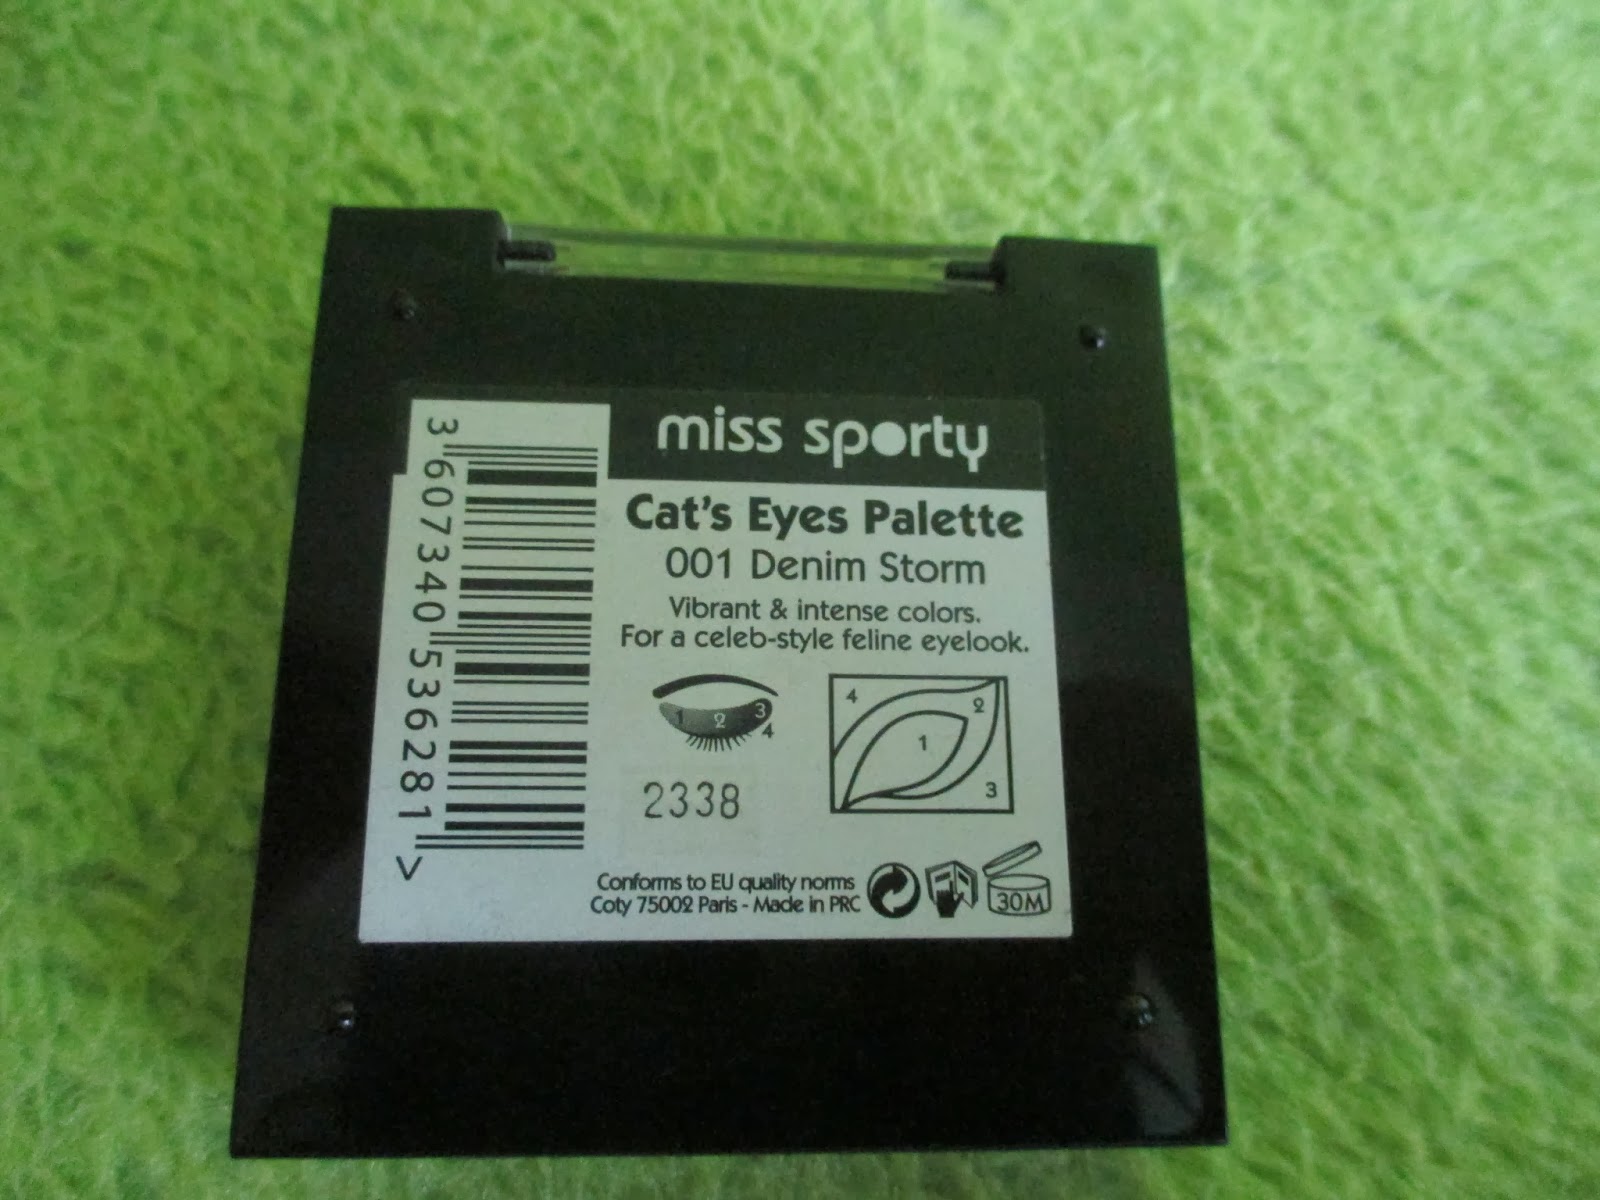 miss sporty
Cat's Eyes Palette
001 Denim Storm
Vibrant & intense colors.
For a celeb-style feline eyelook.
1 2 3
4
4
2
1
3
2338
Conforms to EU quality norms
Coty 75002 Paris - Made in PRC
30M
3 607340 536281 >